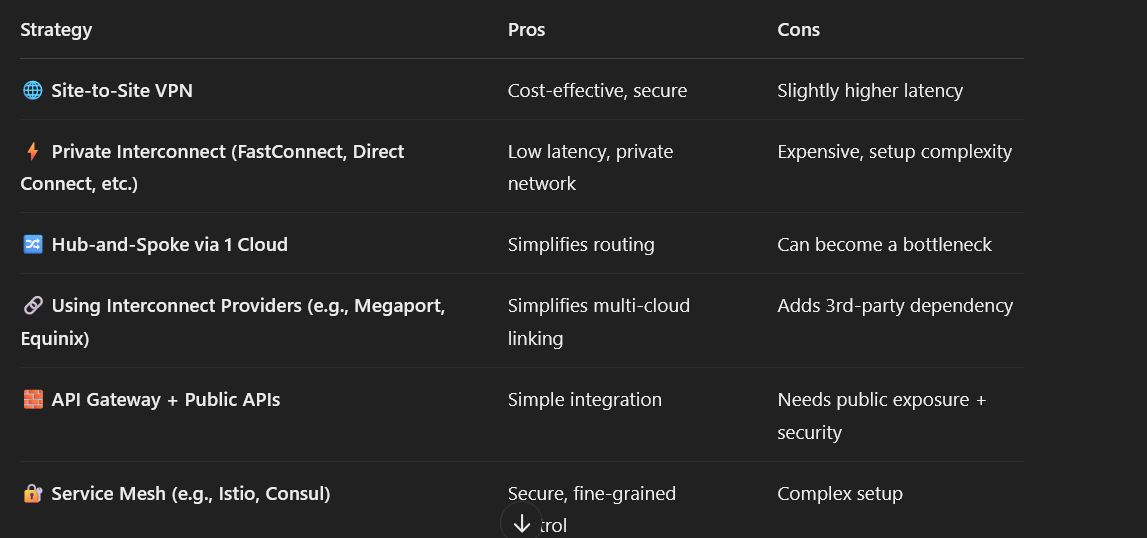 Strategy Pros Cons
🌐 Site-to-Site VPN Cost-effective, secure Slightly higher latency
⚡ Private Interconnect (FastConnect, Direct Low latency, private Expensive, setup complexity
Connect, etc.) network
🔀 Hub-and-Spoke via 1 Cloud Simplifies routing Can become a bottleneck
🔗 Using Interconnect Providers (e.g., Megaport, Simplifies multi-cloud Adds 3rd-party dependency
Equinix) linking
🧱 API Gateway + Public APIs Simple integration Needs public exposure +
security
🔐 Service Mesh (e.g., Istio, Consul) Secure, fine-grained Complex setup